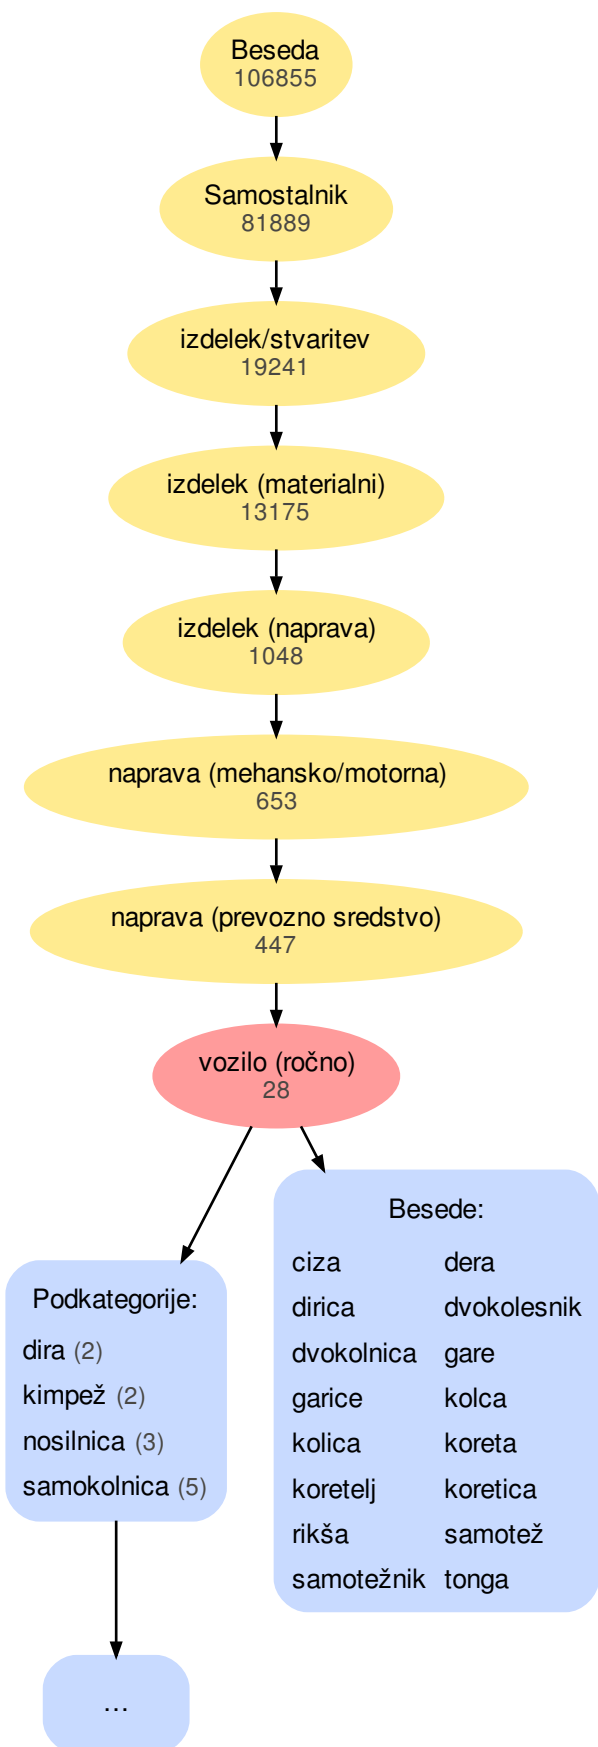 Beseda
106855
Samostalnik
81889
izdelek/stvaritev
19241
izdelek (materialni)
13175
izdelek (naprava)
1048
naprava (mehansko/motorna)
653
naprava (prevozno sredstvo)
447
vozilo (ročno)
28
Podkategorije:
dira (2)
kimpež (2)
nosilnica (3)
samokolnica (5)
...
Besede:
ciza dera
dirica dvokolesnik
dvokolnica gare
garice kolca
kolica koreta
koretelj koretica
rikša samotež
samotežnik tonga